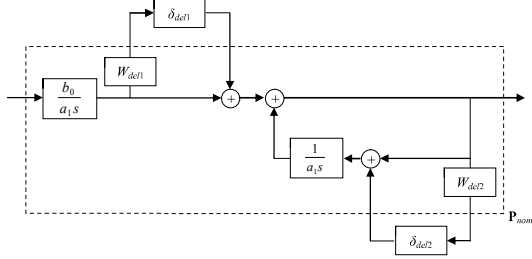 δdel1
Wdel1
b0
a1s
+
+
1
a1s
+
Wdel2
Pnom
δdel2